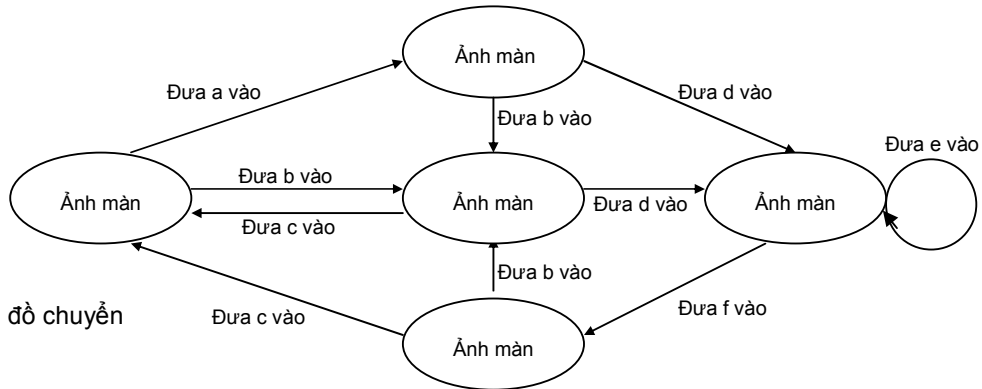 Ảnh màn
Đưa a vào
Đưa d vào
Đưa b vào
Đưa e vào
Đưa b vào
Ảnh màn
Ảnh màn
Đưa d vào
Ảnh màn
Đưa c vào
Đưa b vào
Đưa f vào
đồ chuyển
Đưa c vào
Ảnh màn